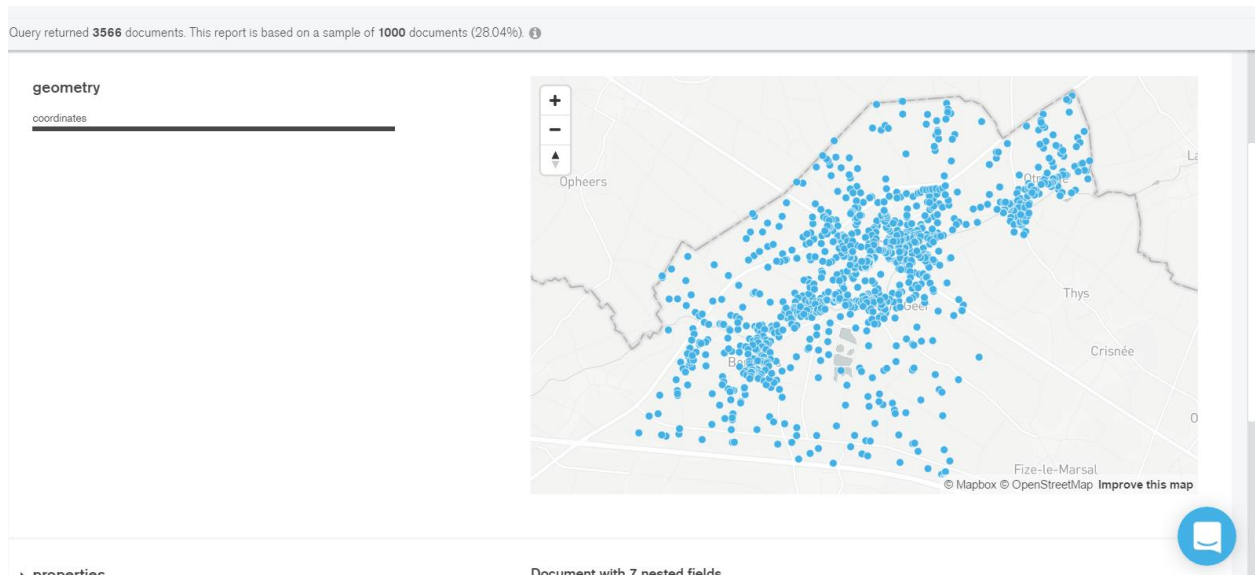 Query returned 3566 documents. This report is based on a sample of 1000 documents (28.04%).
geometry
coordinates
Opheers
Thys
Crisnée
Fize-le-Marsal
© Mapbox © OpenStreetMap Improve this map
properties
Document with 7 nested fields